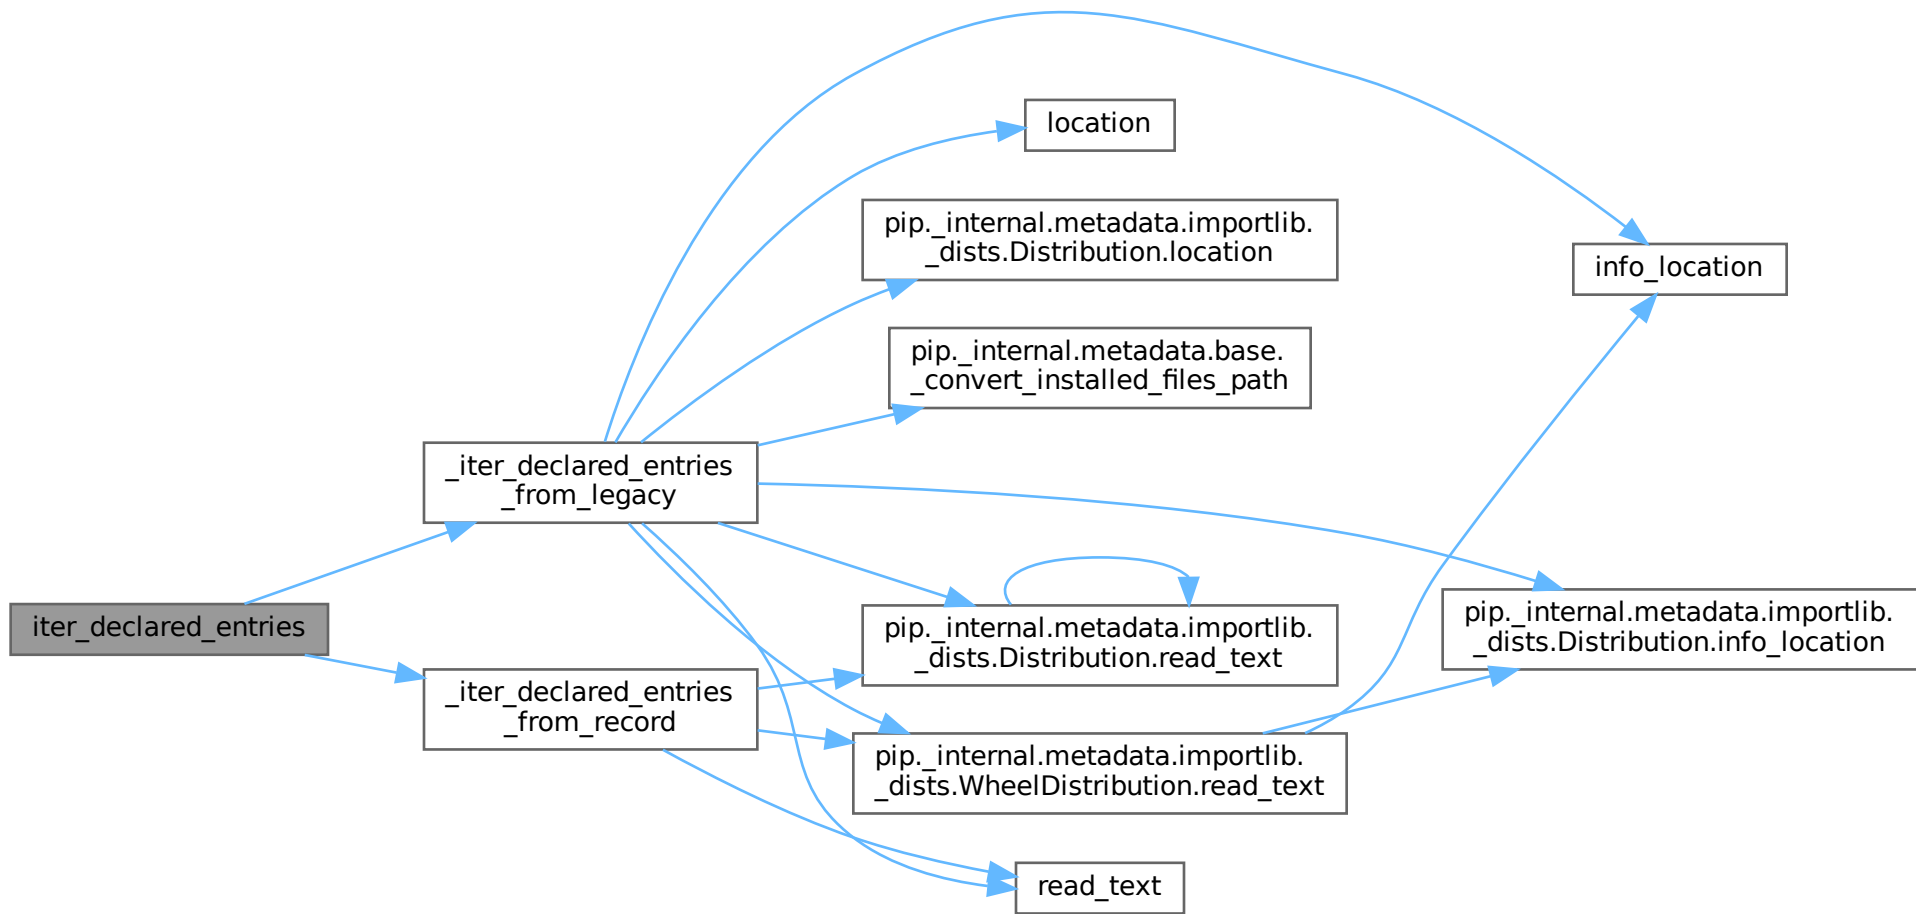 iter_declared_entries
_iter_declared_entries
_from_legacy
_iter_declared_entries
_from_record
location
pip._internal.metadata.importlib.
_dists.Distribution.location
pip._internal.metadata.base.
_convert_installed_files_path
pip._internal.metadata.importlib.
_dists.Distribution.read_text
pip._internal.metadata.importlib.
_dists.WheelDistribution.read_text
read_text
info_location
pip._internal.metadata.importlib.
_dists.Distribution.info_location